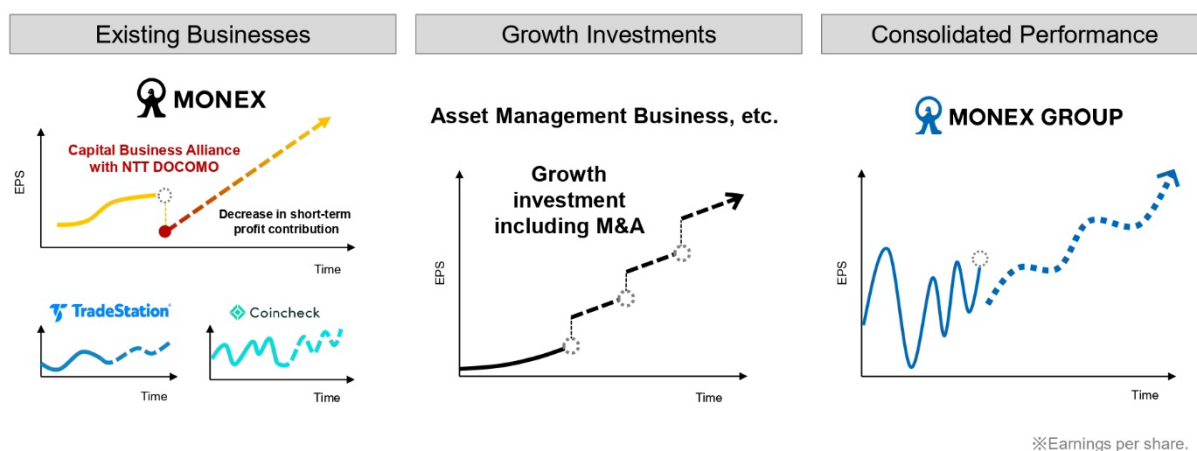 Existing Businesses
MONEX
Capital Business Alliance
with NTT DOCOMO
EPS
Decrease in short-term
profit contribution
Time
TradeStation®
Time
Coincheck
Time
Growth Investments
Asset Management Business, etc.
Growth
investment
including M&A
EPS
Time
Consolidated Performance
MONEX GROUP
EPS
Time
※Earnings per share.